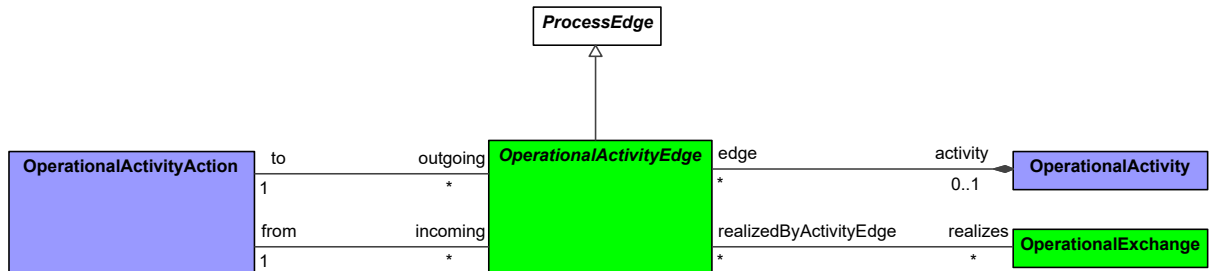 ProcessEdge
OperationalActivityAction
to
outgoing
1
*
from
incoming
1
*
OperationalActivityEdge
edge
activity
*
0..1
OperationalActivity
realizedByActivityEdge
realizes
*
*
OperationalExchange